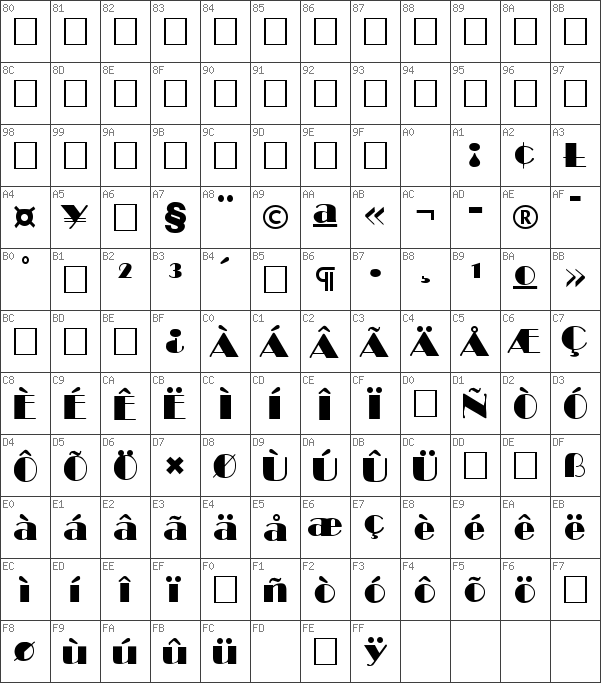 80 81 82 83 84 85 86 87 88 89 8A 8B
8C 8D 8E 8F 90 91 92 93 94 95 96 97
98 99 9A 9B 9C 9D 9E 9F A0 A1 A2 A3
¡ ¢ £
A4 A5 A6 A7 A8 A9 AA AB AC AD AE AF
¤ ¥ § ¨ © ª « ¬ - ® ¯
B0 B1 B2 B3 B4 B5 B6 B7 B8 B9 BA BB
° ² ³ ´ ¶ · ¸ ¹ º »
BC BD BE BF C0 C1 C2 C3 C4 C5 C6 C7
¿ À Á Â Ã Ä Å Æ Ç
C8 C9 CA CB CC CD CE CF D0 D1 D2 D3
È É Ê Ë Ì Í Î Ï Ñ Ò Ó
D4 D5 D6 D7 D8 D9 DA DB DC DD DE DF
Ô Õ Ö × Ø Ù Ú Û Ü ß
E0 E1 E2 E3 E4 E5 E6 E7 E8 E9 EA EB
à á â ã ä å æ ç è é ê ë
EC ED EE EF F0 F1 F2 F3 F4 F5 F6 F7
ì í î ï ñ ò ó ô õ ö
F8 F9 FA FB FC FD FE FF
ø ù ú û ü ÿ